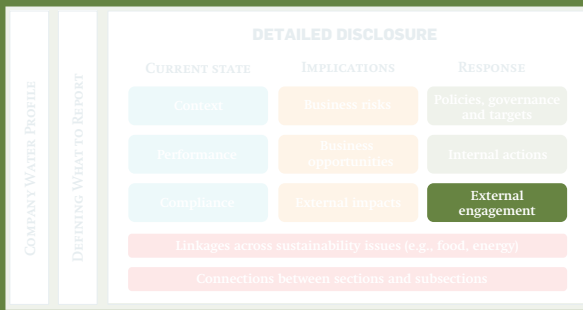 COMPANY WATER PROFILE
DEFINING WHAT TO REPORT
DETAILED DISCLOSURE
CURRENT STATE
IMPLICATIONS
RESPONSE
Context
Business risks
Policies, governance
and targets
Performance
Business
opportunities
Internal actions
Compliance
External impacts
External
engagement
Linkages across sustainability issues (e.g., food, energy)
Connections between sections and subsections